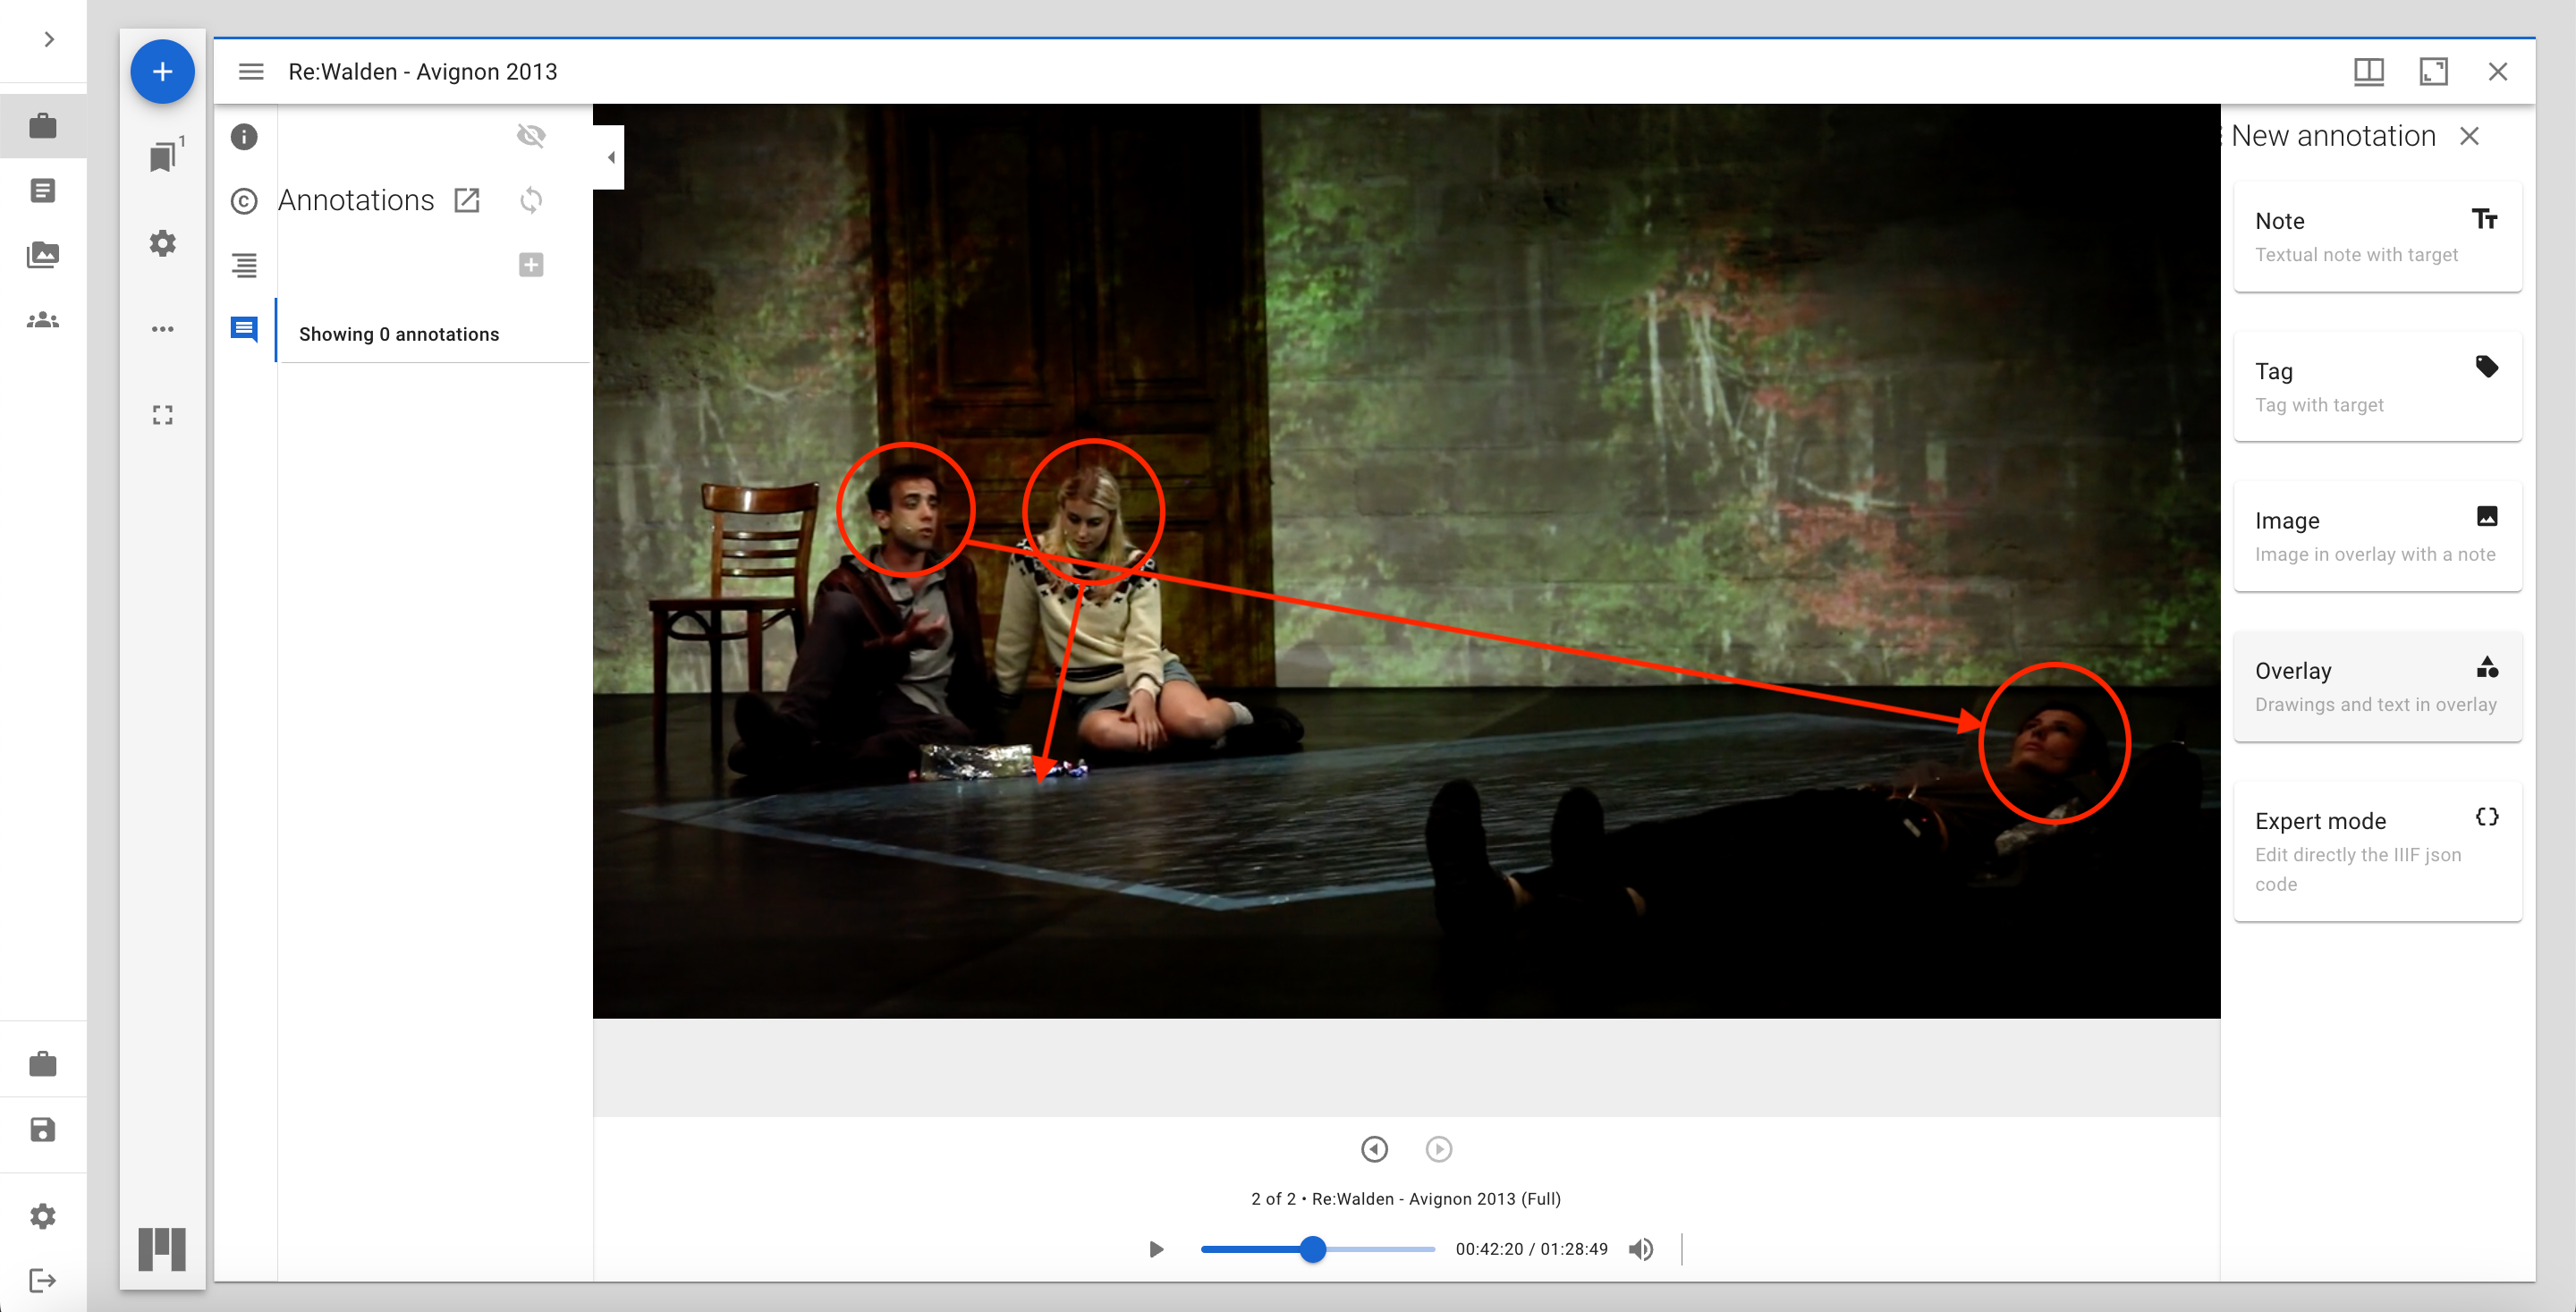 Re:Walden - Avignon 2013
1
Annotations
Showing 0 annotations
New annotation
Note
Textual note with target
Tag
Tag with target
Image
Image in overlay with a note
Overlay
Drawings and text in overlay
Expert mode
Edit directly the IIIF json
code
2 of 2 • Re:Walden - Avignon 2013 (Full)
00:42:20 / 01:28:49